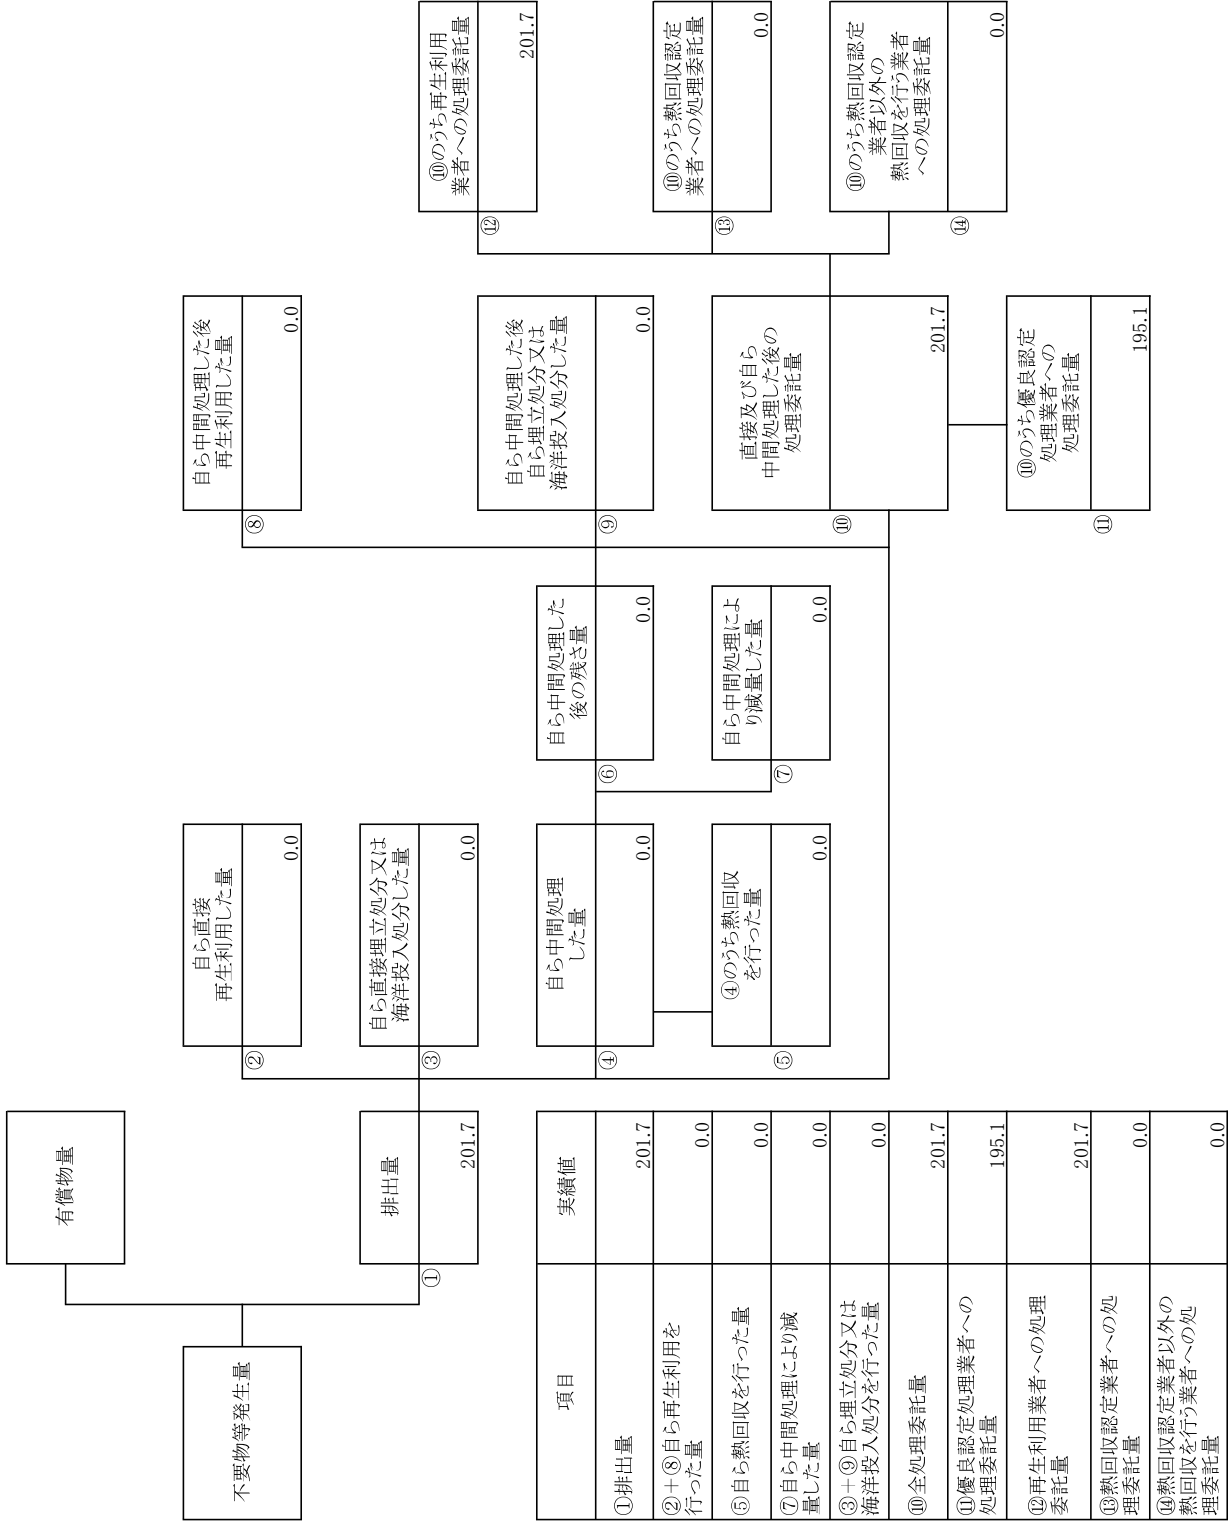 不要物等発生量
有償物量
①
排出量
201.7
②
自ら直接
再生利用した量
0.0
③
自ら直接埋立処分又は
海洋投入処分した量
0.0
④
自ら中間処理
した量
0.0
⑤
④のうち熱回収
を行った量
0.0
⑥
自ら中間処理した
後の残さ量
0.0
⑦
自ら中間処理によ
り減量した量
0.0
⑧
自ら中間処理した後
再生利用した量
0.0
⑨
自ら中間処理した後
自ら埋立処分又は
海洋投入処分した量
0.0
⑩
直接及び自ら
中間処理した後の
処理委託量
201.7
⑪
⑩のうち優良認定
処理業者への
処理委託量
195.1
⑫
⑩のうち再生利用
業者への処理委託量
201.7
⑬
⑩のうち熱回収認定
業者への処理委託量
0.0
⑭
⑩のうち熱回収認定
業者以外の
熱回収を行う業者
への処理委託量
0.0
項目 実績値
①排出量 201.7
②+⑧自ら再生利用を
行った量 0.0
⑤自ら熱回収を行った量 0.0
⑦自ら中間処理により減
量した量 0.0
③+⑨自ら埋立処分又は
海洋投入処分を行った量 0.0
⑩全処理委託量 201.7
⑪優良認定処理業者への
処理委託量 195.1
⑫再生利用業者への処理
委託量 201.7
⑬熱回収認定業者への処
理委託量 0.0
⑭熱回収認定業者以外の
熱回収を行う業者への処
理委託量 0.0